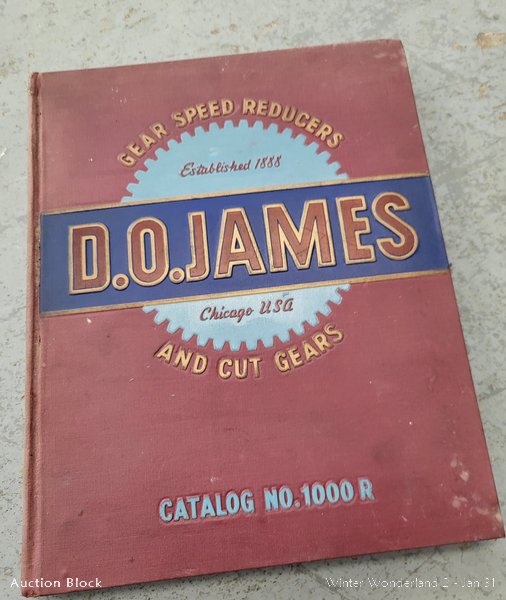 GEAR SPEED REDUCERS
Established 1888
D.O.JAMES
Chicago USA
AND CUT GEARS
CATALOG NO.1000 R
Auction Block
Winter Wonderland 2 - Jan 31